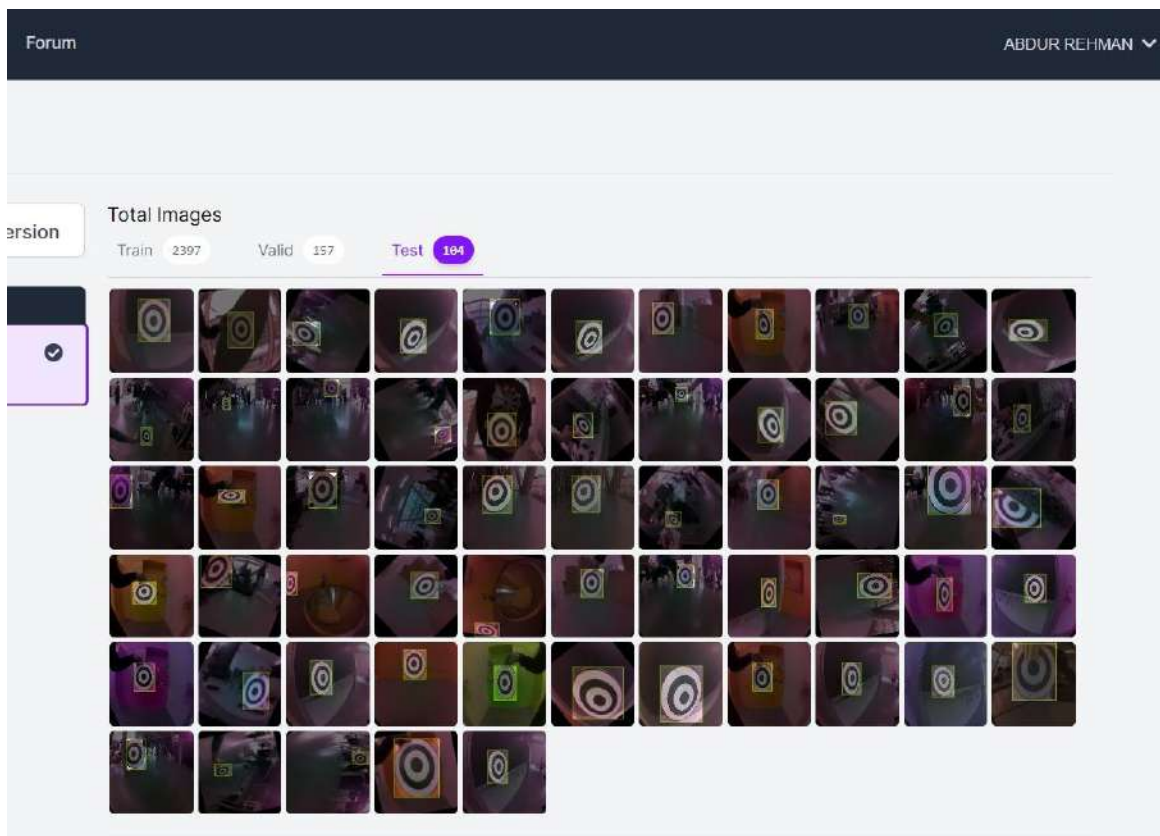 Forum
ABDUR REHMAN
ersion
Total Images
Train 2397 Valid 157 Test 104